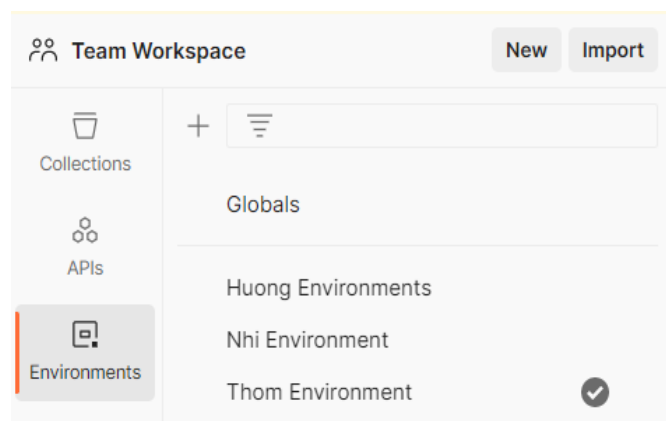 Team Workspace
New
Import
Collections
Globals
APIs
Huong Environments
Nhi Environment
Environments
Thom Environment